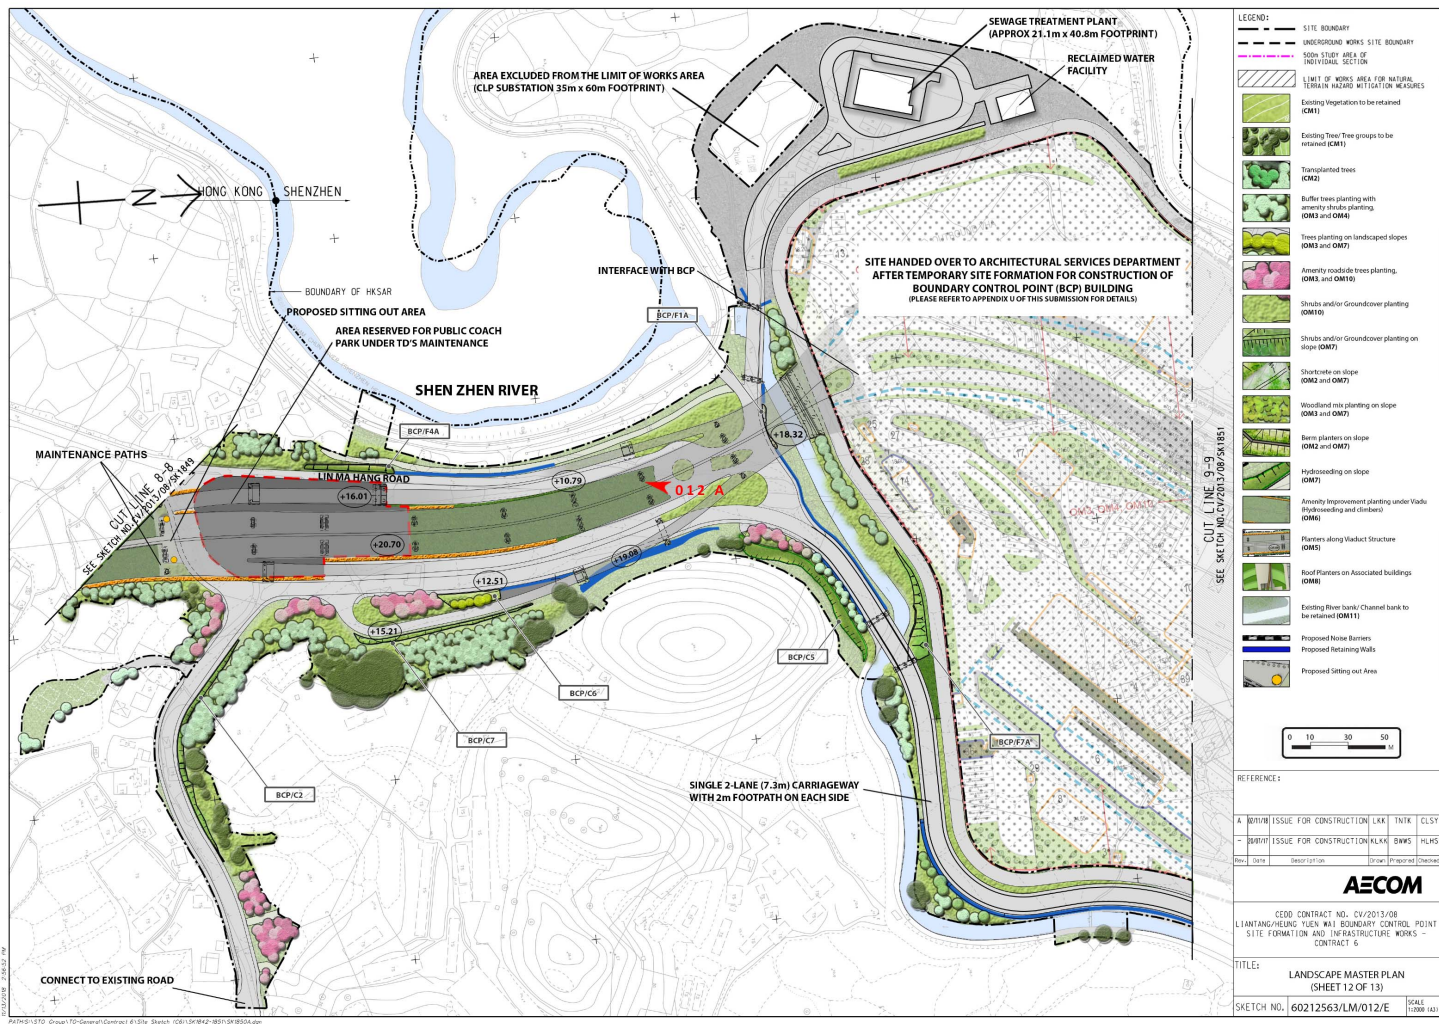 SEWAGE TREATMENT PLANT
(APPROX 21.1m x 40.8m FOOTPRINT)
AREA EXCLUDED FROM THE LIMIT OF WORKS AREA
(CLP SUBSTATION 35m x 60m FOOTPRINT)
RECLAIMED WATER
FACILITY
N
HONG KONG
SHENZHEN
SITE HANDED OVER TO ARCHITECTURAL SERVICES DEPARTMENT
AFTER TEMPORARY SITE FORMATION FOR CONSTRUCTION OF
BOUNDARY CONTROL POINT (BCP) BUILDING
(PLEASE REFER TO APPENDIX U OF THIS SUBMISSION FOR DETAILS)
INTERFACE WITH BCP
BOUNDARY OF HKSAR
PROPOSED SITTING OUT AREA
BCP/F1A
AREA RESERVED FOR PUBLIC COACH
PARK UNDER TD'S MAINTENANCE
SHEN ZHEN RIVER
BCP/F4A
+18.32
MAINTENANCE PATHS
CUT LINE 8-8
SEE SKETCH NO.CV/2013/08/SK1849
LIN MA HANG ROAD
+10.79
+16.01
012 A
CUT LINE 9-9
SEE SKETCH NO.CV/2013/08/SK1851
+20.70
+19.08
+12.51
+15.21
BCP/C5
BCP/C6
BCP/C7
BCP/F7A
BCP/C2
SINGLE 2-LANE (7.3m) CARRIAGEWAY
WITH 2m FOOTPATH ON EACH SIDE
CONNECT TO EXISTING ROAD
LEGEND:
SITE BOUNDARY
UNDERGROUND WORKS SITE BOUNDARY
500m STUDY AREA OF
INDIVIDAUL SECTION
LIMIT OF WORKS AREA FOR NATURAL
TERRAIN HAZARD MITIGATION MEASURES
Existing Vegetation to be retained
(CM1)
Existing Tree/ Tree groups to be
retained (CM1)
Transplanted trees
(CM2)
Buffer trees planting with
amenity shrubs planting,
(OM3 and OM4)
Trees planting on landscaped slopes
(OM3 and OM7)
Amenity roadside trees planting,
(OM3, and OM10)
Shrubs and/or Groundcover planting
(OM10)
Shrubs and/or Groundcover planting on
slope (OM7)
Shortcrete on slope
(OM2 and OM7)
Woodland mix planting on slope
(OM3 and OM7)
Berm planters on slope
(OM2 and OM7)
Hydroseeding on slope
(OM7)
Amenity Improvement planting under Viadu
(Hydroseeding and climbers)
(OM6)
Planters along Viaduct Structure
(OM5)
Roof Planters on Associated buildings
(OM8)
Existing River bank/ Channel bank to
be retained (OM11)
Proposed Noise Barriers
Proposed Retaining Walls
Proposed Sitting out Area
0 10 30 50
M
REFERENCE:
A 02/11/18 ISSUE FOR CONSTRUCTION LKK TNTK CLSY
- 20/07/17 ISSUE FOR CONSTRUCTION KLKK BWWS HLHS
Rev. Date Description Drawn Prepared Checked
AECOM
CEDD CONTRACT NO. CV/2013/08
LIANTANG/HEUNG YUEN WAI BOUNDARY CONTROL POINT
SITE FORMATION AND INFRASTRUCTURE WORKS -
CONTRACT 6
TITLE:
LANDSCAPE MASTER PLAN
(SHEET 12 OF 13)
SKETCH NO. 60212563/LM/012/E
SCALE
1:2000 (A3)